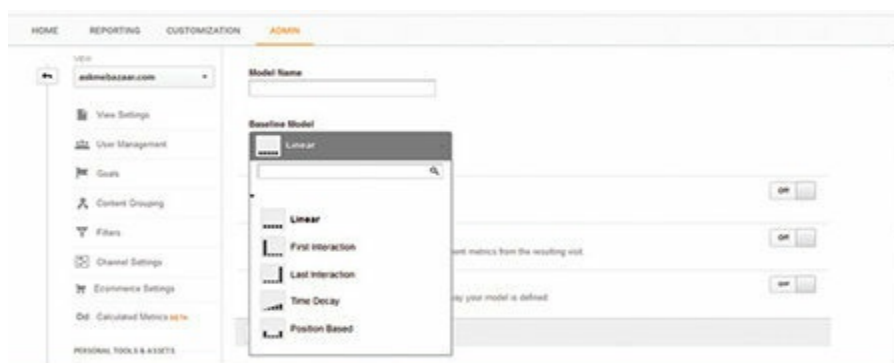 HOME REPORTING CUSTOMIZATION ADMIN
VIEW
askmebazaar.com
Model Name
View Settings
Baseline Model
User Management
Linear
Goals
Content Grouping
Off
Linear
Filters
First Interaction
Off
ent metrics from the resulting visit.
Channel Settings
Last Interaction
Off
Ecommerce Settings
Time Decay
ay your model is defined.
Dd Calculated Metrics BETA
Position Based
PERSONAL TOOLS & ASSETS